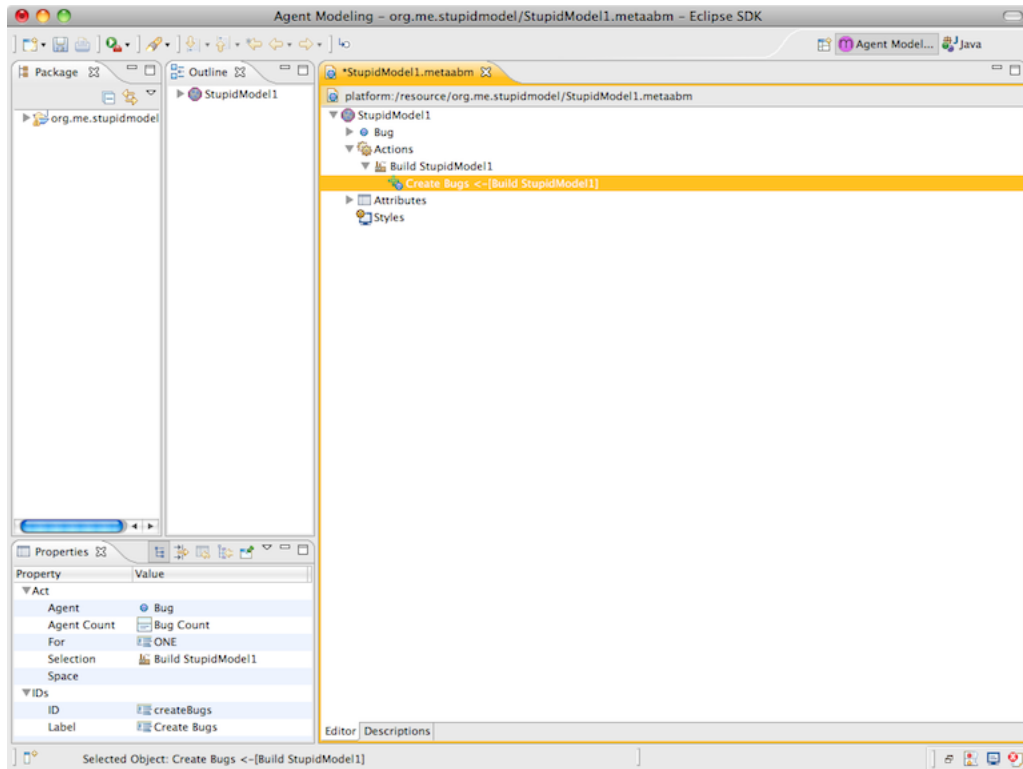 Agent Modeling – org.me.stupidmodel/StupidModel1.metaabm – Eclipse SDK
Agent Model... Java
Package
Outline
*StupidModel1.metaabm
org.me.stupidmodel
StupidModel1
platform:/resource/org.me.stupidmodel/StupidModel1.metaabm
StupidModel1
Bug
Actions
Build StupidModel1
Create Bugs <-[Build StupidModel1]
Attributes
Styles
Properties
Property Value
Act
Agent Bug
Agent Count Bug Count
For ONE
Selection Build StupidModel1
Space
IDs
ID createBugs
Label Create Bugs
Editor Descriptions
Selected Object: Create Bugs <-[Build StupidModel1]